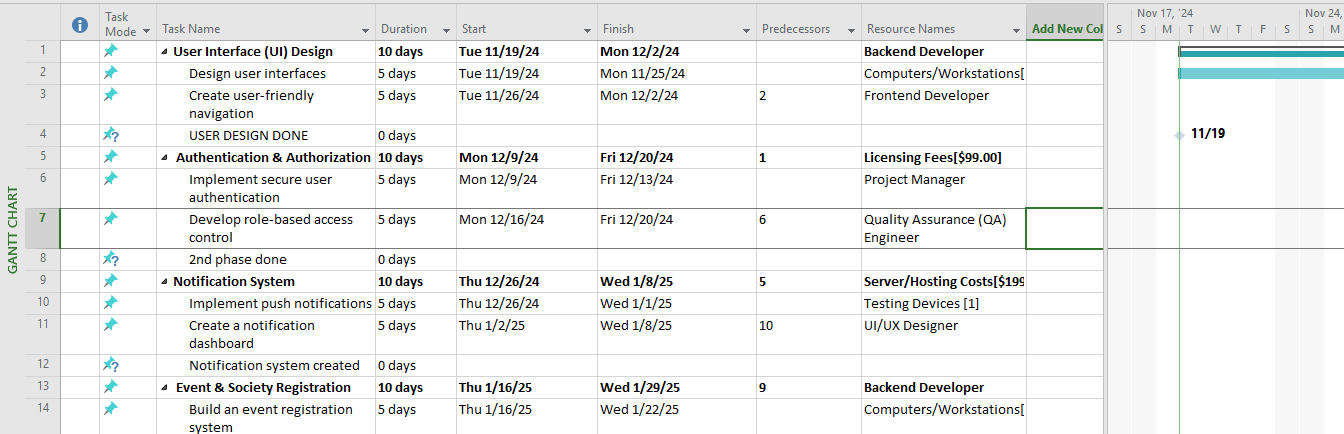 Nov 17, '24 Nov 24,
Task Mode Task Name Duration Start Finish Predecessors Resource Names Add New Col S S M T W T F S S M
GANTT CHART
1 User Interface (UI) Design 10 days Tue 11/19/24 Mon 12/2/24 Backend Developer
2 Design user interfaces 5 days Tue 11/19/24 Mon 11/25/24 Computers/Workstations[
3 Create user-friendly 5 days Tue 11/26/24 Mon 12/2/24 2 Frontend Developer
navigation
4 USER DESIGN DONE 0 days 11/19
5 Authentication & Authorization 10 days Mon 12/9/24 Fri 12/20/24 1 Licensing Fees[$99.00]
6 Implement secure user 5 days Mon 12/9/24 Fri 12/13/24 Project Manager
authentication
7 Develop role-based access 5 days Mon 12/16/24 Fri 12/20/24 6 Quality Assurance (QA)
control Engineer
8 2nd phase done 0 days
9 Notification System 10 days Thu 12/26/24 Wed 1/8/25 5 Server/Hosting Costs[$199
10 Implement push notifications 5 days Thu 12/26/24 Wed 1/1/25 Testing Devices [1]
11 Create a notification 5 days Thu 1/2/25 Wed 1/8/25 10 UI/UX Designer
dashboard
12 Notification system created 0 days
13 Event & Society Registration 10 days Thu 1/16/25 Wed 1/29/25 9 Backend Developer
14 Build an event registration 5 days Thu 1/16/25 Wed 1/22/25 Computers/Workstations[
system